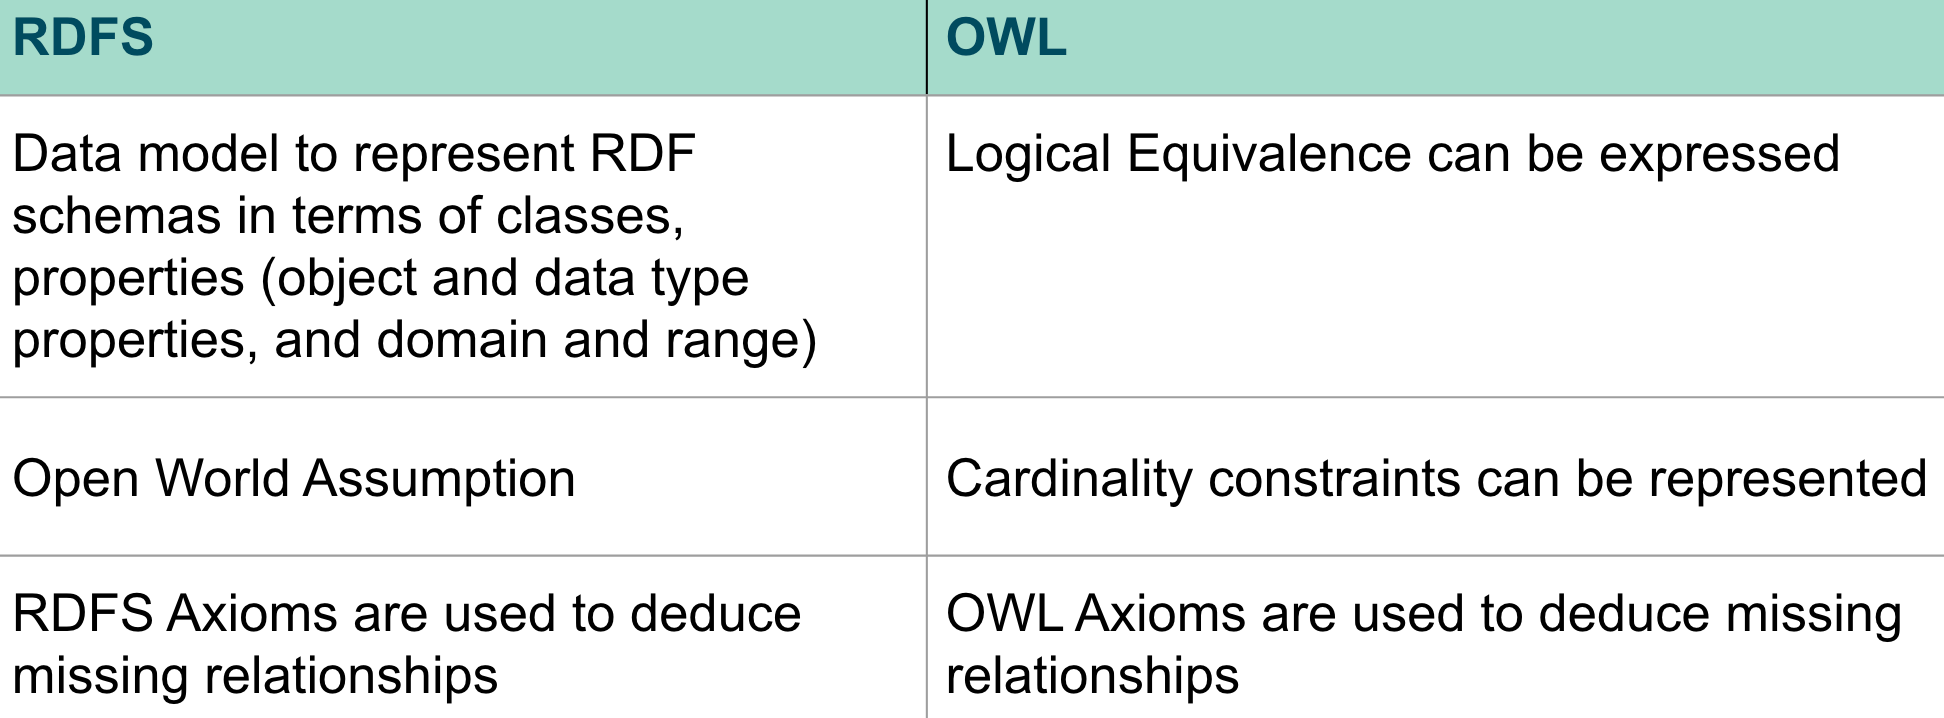 RDFS
OWL
Data model to represent RDF
schemas in terms of classes,
properties (object and data type
properties, and domain and range)
Logical Equivalence can be expressed
Open World Assumption
Cardinality constraints can be represented
RDFS Axioms are used to deduce
missing relationships
OWL Axioms are used to deduce missing
relationships